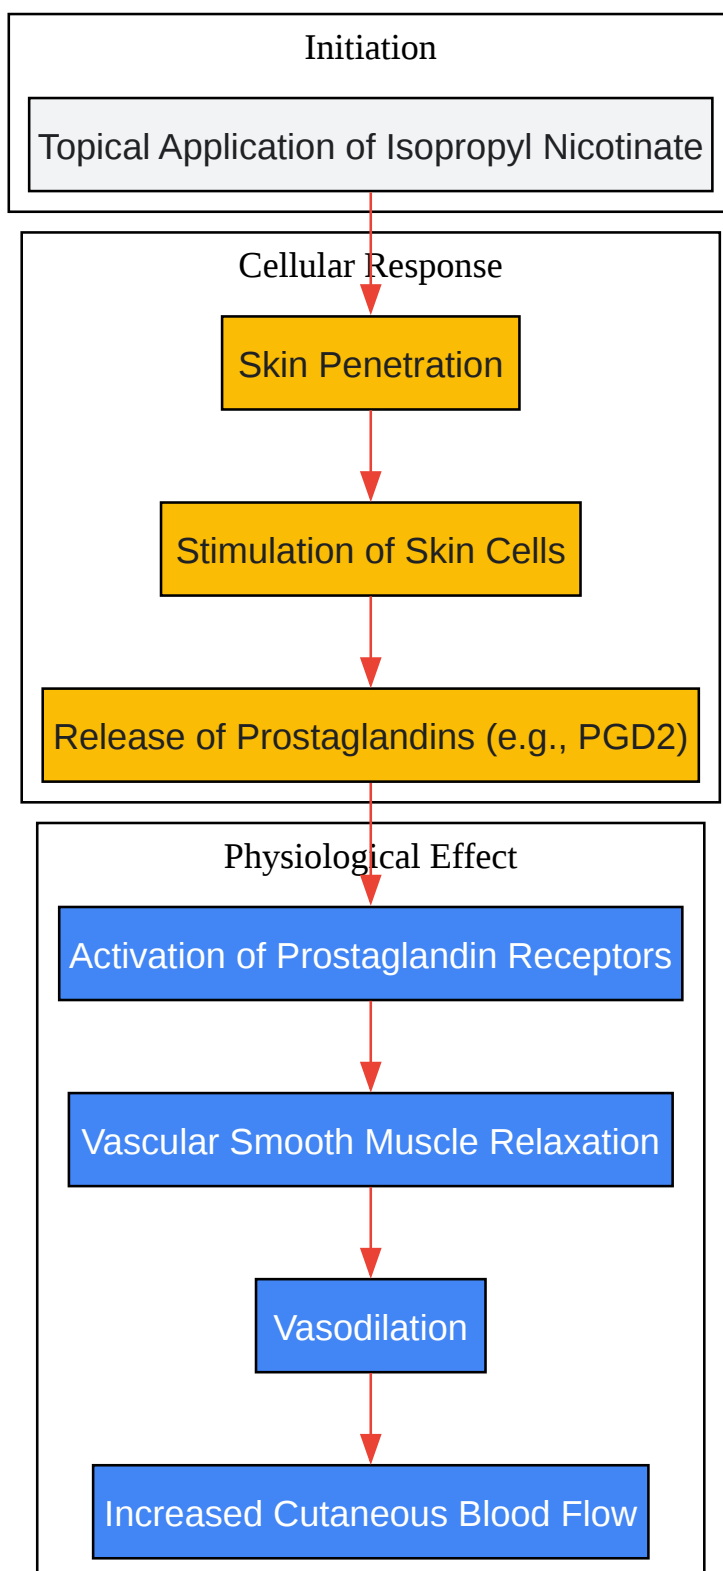 Initiation
Topical Application of Isopropyl Nicotinate
Cellular Response
Skin Penetration
Stimulation of Skin Cells
Release of Prostaglandins (e.g., PGD2)
Physiological Effect
Activation of Prostaglandin Receptors
Vascular Smooth Muscle Relaxation
Vasodilation
Increased Cutaneous Blood Flow